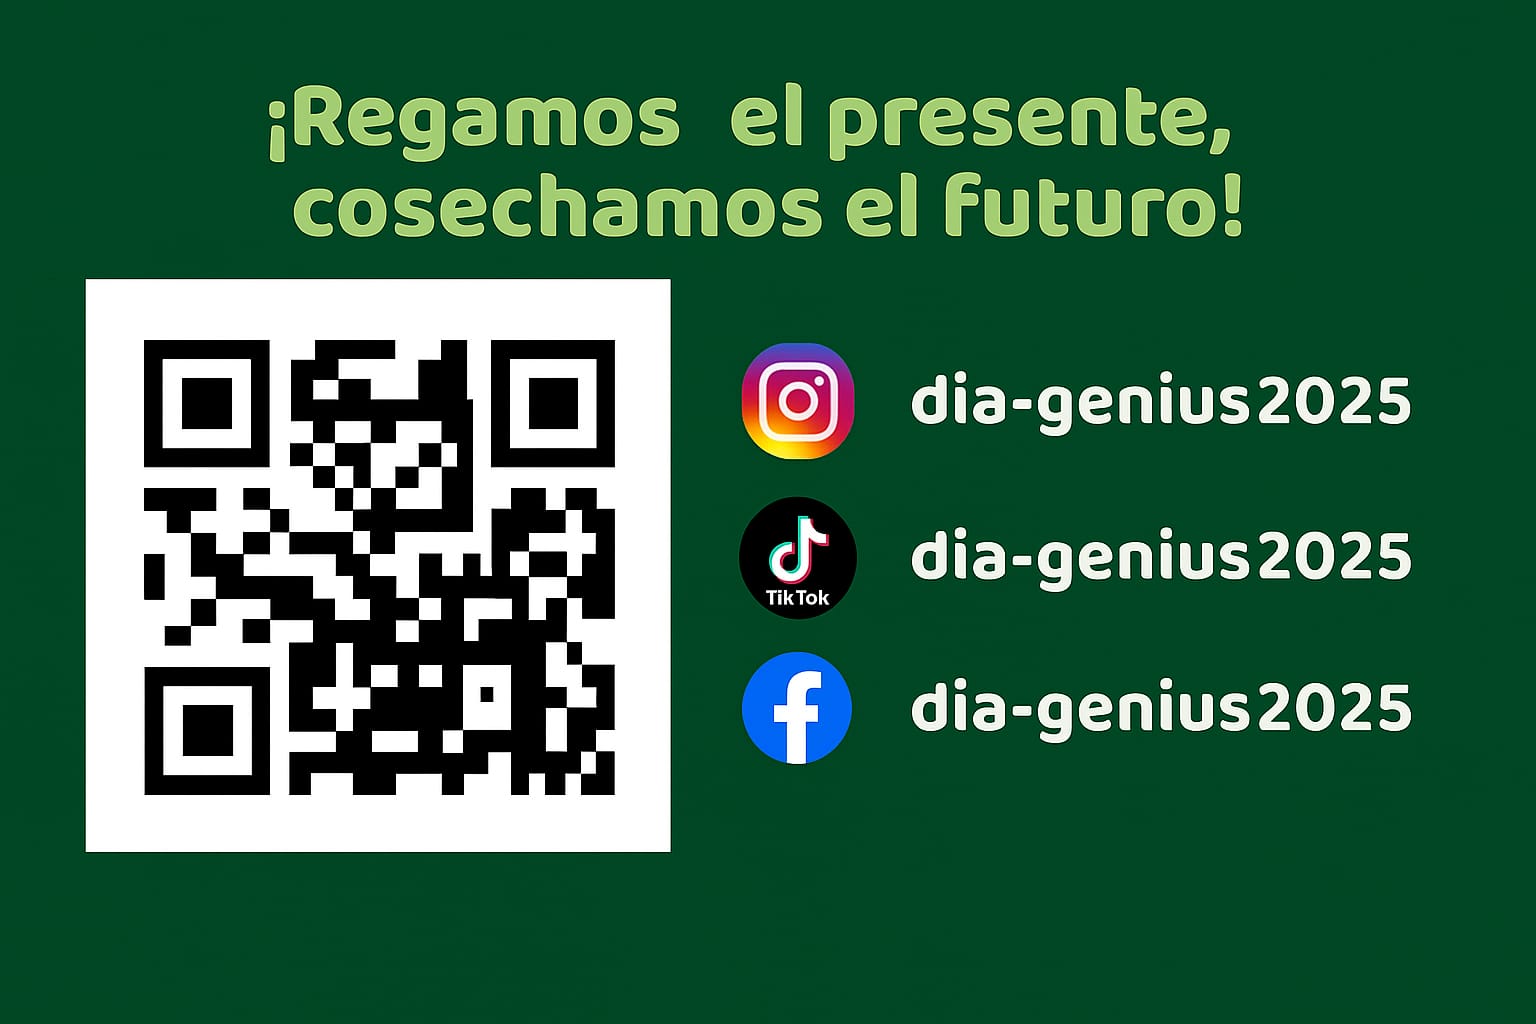 ¡Regamos el presente,
cosechamos el futuro!
dia-genius2025
TikTok
dia-genius2025
dia-genius2025